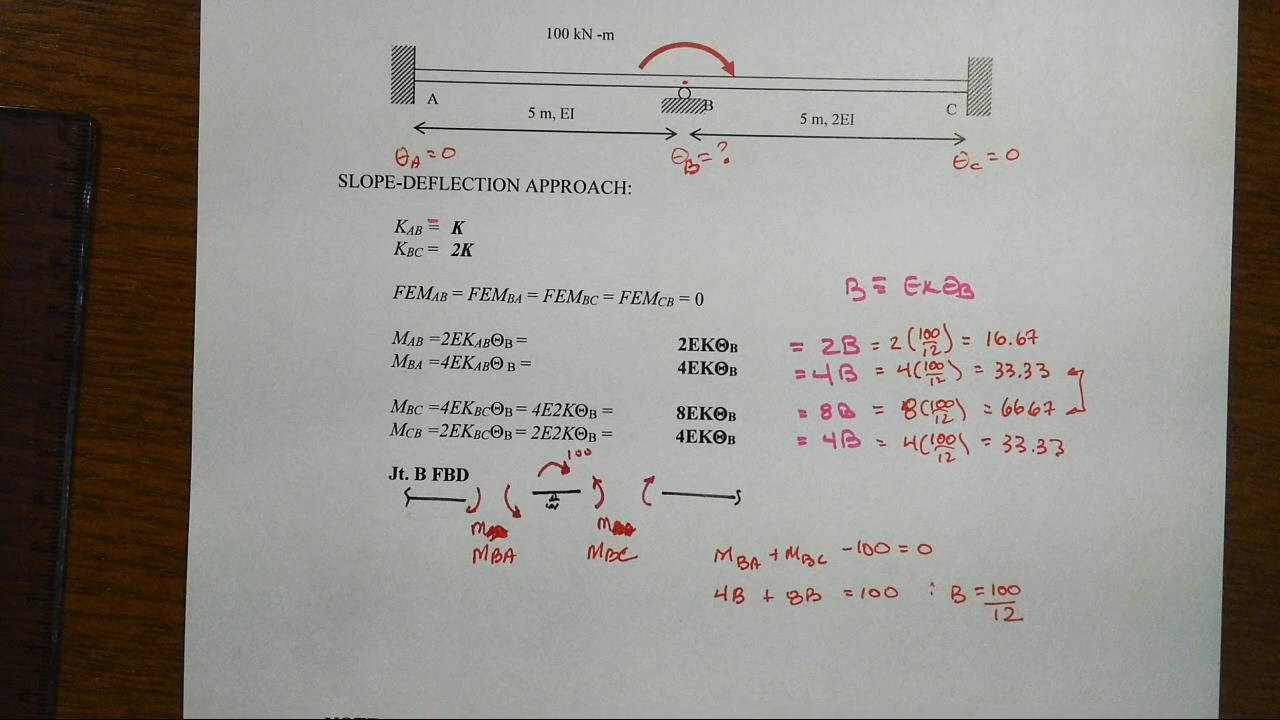 100 kN -m
A
B
C
5 m, EI
5 m, 2EI
ΘA = 0
ΘB = ?
ΘC = 0
SLOPE-DEFLECTION APPROACH:
KAB = K
KBC = 2K
FEMAB = FEMBA = FEMBC = FEMCB = 0
B ≡ EKΘB
MAB =2EKABΘB = 2EKΘB = 2B = 2(100/12) = 16.67
MBA =4EKABΘB = 4EKΘB = 4B = 4(100/12) = 33.33
MBC =4EKBCΘB= 4E2KΘB = 8EKΘB = 8B = 8(100/12) = 6667
MCB =2EKBCΘB= 2E2KΘB = 4EKΘB = 4B = 4(100/12) = 33.33
100
Jt. B FBD
MBA
MBC
MBA + MBC - 100 = 0
4B + 8B = 100 : B = 100/12